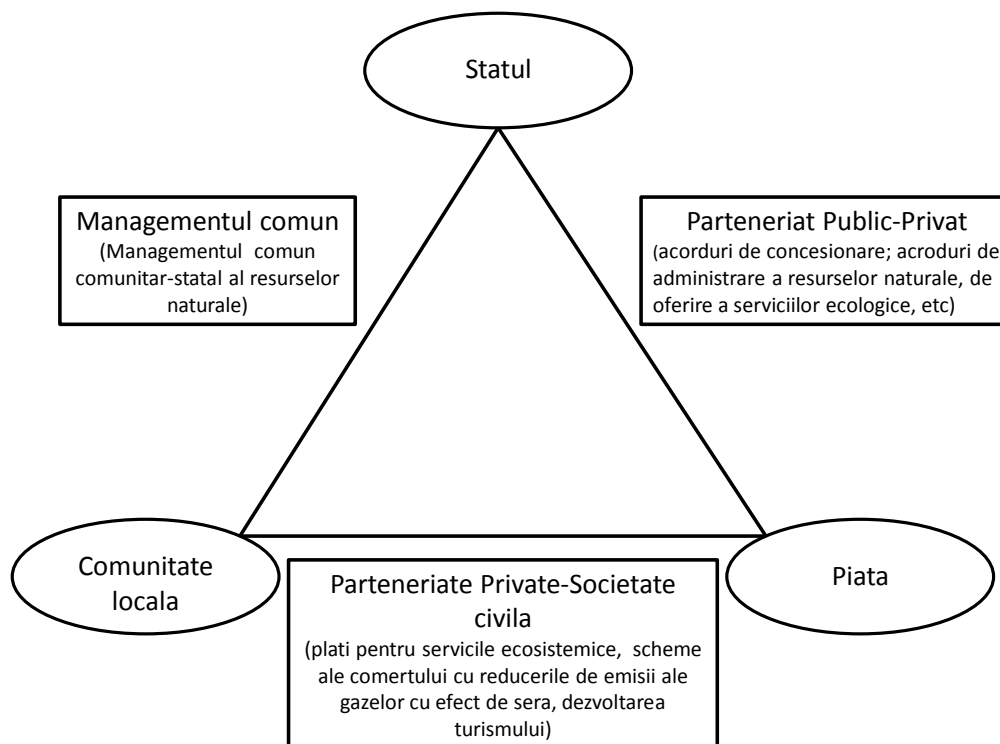 Statul
Managementul comun
(Managementul comun
comunitar-statal al resurselor
naturale)
Parteneriat Public-Privat
(acorduri de concesionare; acroduri de
administrare a resurselor naturale, de
oferire a serviciilor ecologice, etc)
Comunitate
locala
Parteneriate Private-Societate
civila
(plati pentru servicile ecosistemice, scheme
ale comertului cu reducerile de emisii ale
gazelor cu efect de sera, dezvoltarea
turismului)
Piata